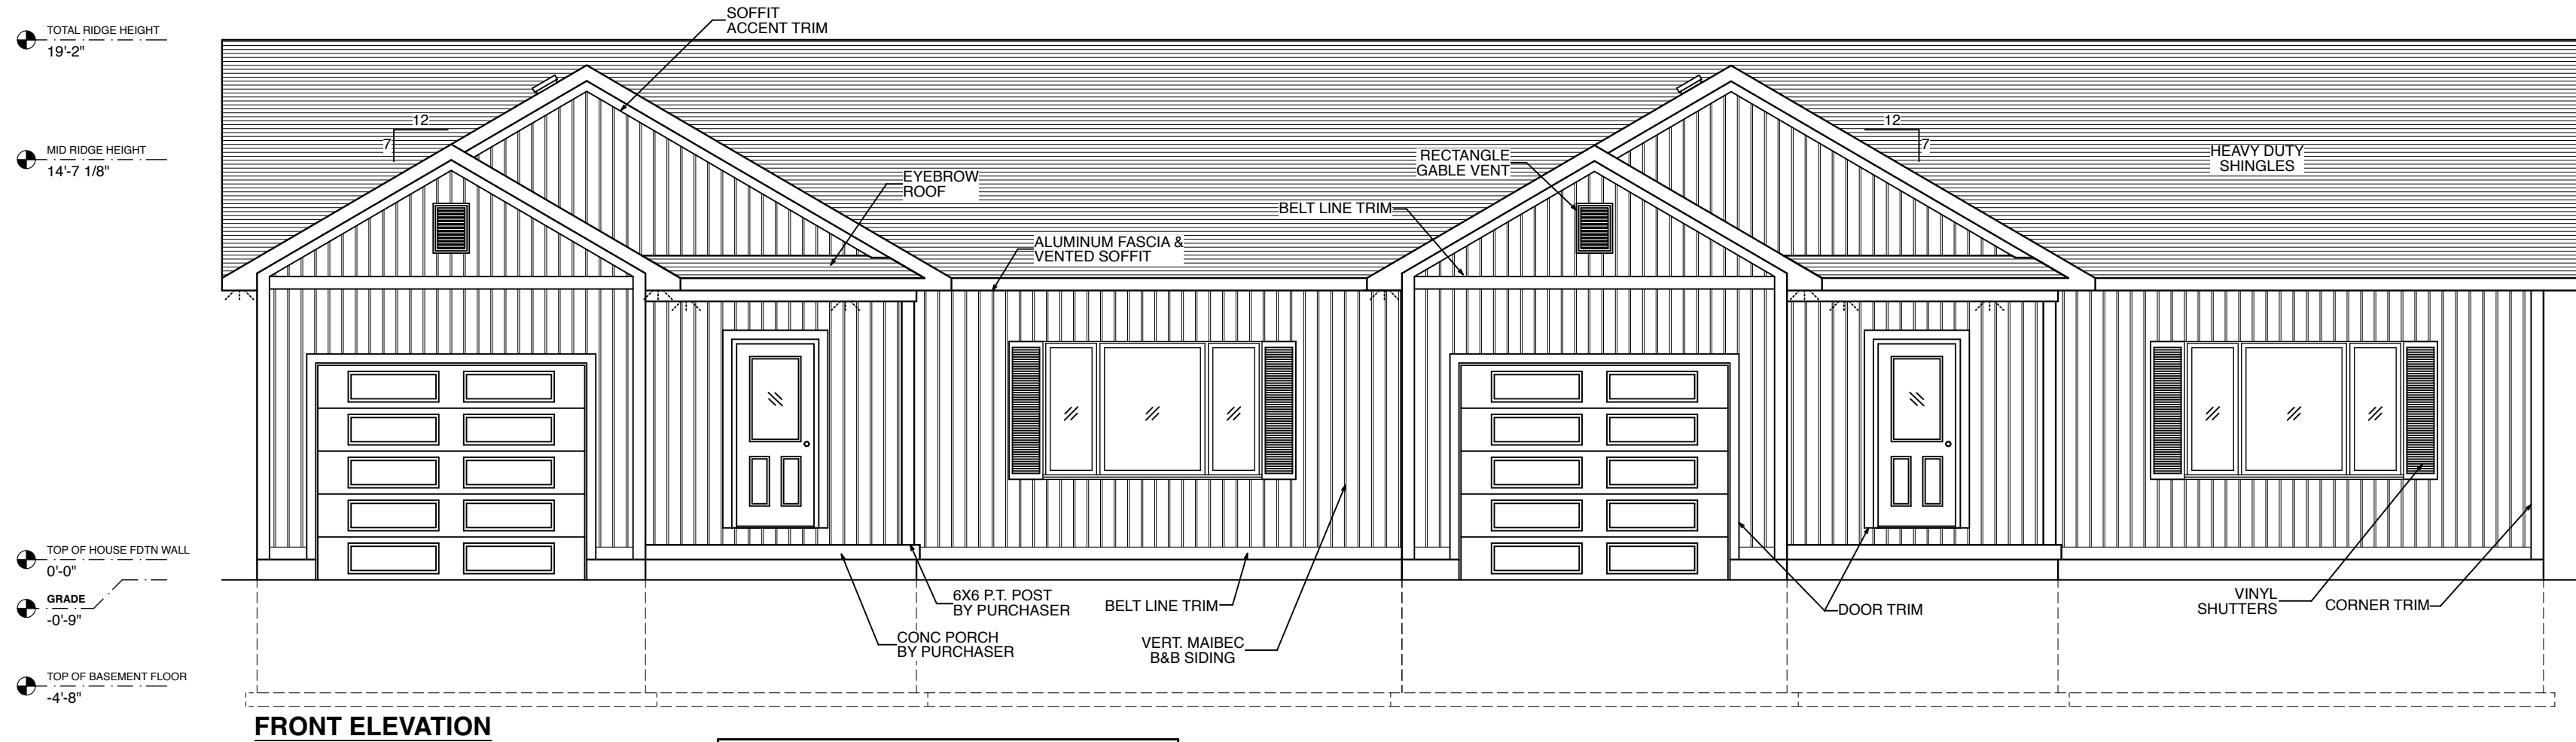 TOTAL RIDGE HEIGHT
19'-2"
MID RIDGE HEIGHT
14'-7 1/8"
TOP OF HOUSE FDTN WALL
0'-0"
GRADE
-0'-9"
TOP OF BASEMENT FLOOR
-4'-8"
SOFFIT
ACCENT TRIM
12
7
EYEBROW
ROOF
ALUMINUM FASCIA &
VENTED SOFFIT
RECTANGLE
GABLE VENT
BELT LINE TRIM
12
7
HEAVY DUTY
SHINGLES
6X6 P.T. POST
BY PURCHASER
CONC PORCH
BY PURCHASER
BELT LINE TRIM
VERT. MAIBEC
B&B SIDING
DOOR TRIM
VINYL
SHUTTERS
CORNER TRIM
FRONT ELEVATION